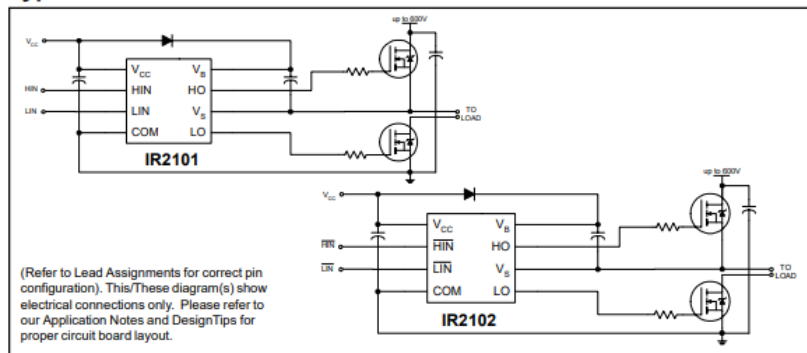 up to 600V
VCC
VCC VB
HIN HIN HO
LIN LIN VS
TO
LOAD
COM LO
IR2101
up to 600V
VCC
VCC VB
H̅I̅N̅ H̅I̅N̅ HO
L̅I̅N̅ L̅I̅N̅ VS
TO
LOAD
COM LO
IR2102
(Refer to Lead Assignments for correct pin
configuration). This/These diagram(s) show
electrical connections only. Please refer to
our Application Notes and DesignTips for
proper circuit board layout.